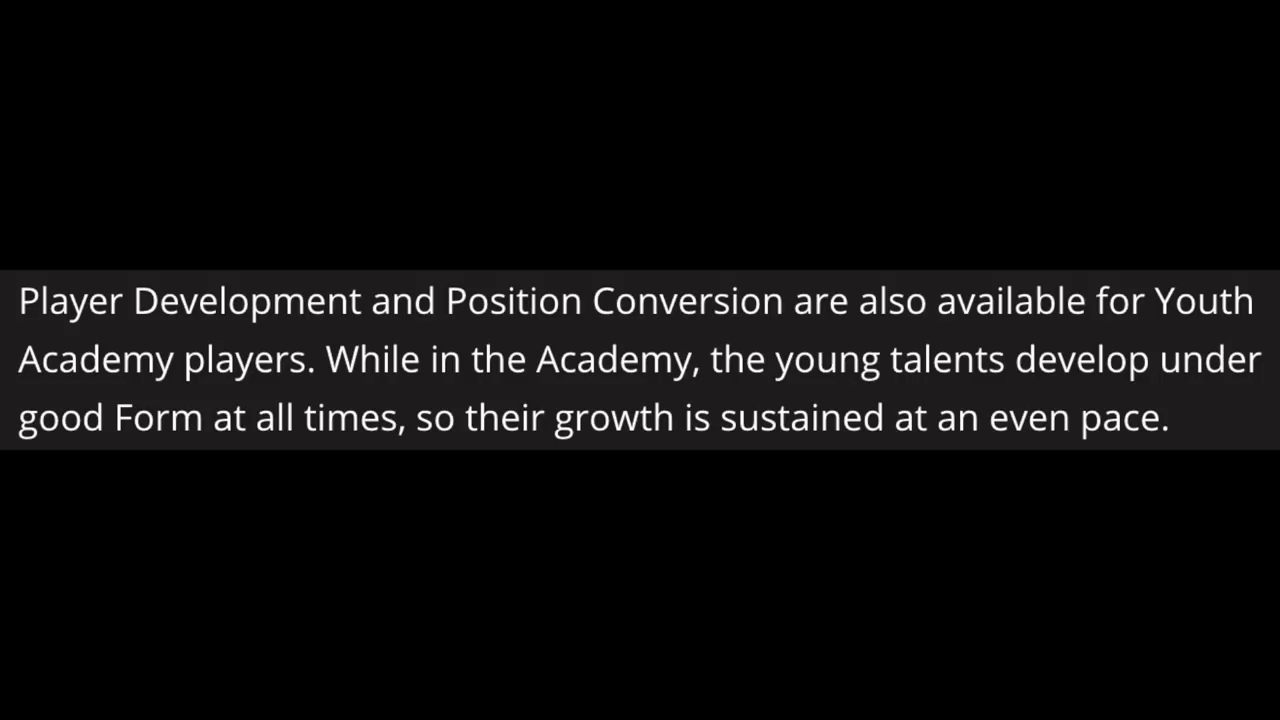 Player Development and Position Conversion are also available for Youth
Academy players. While in the Academy, the young talents develop under
good Form at all times, so their growth is sustained at an even pace.